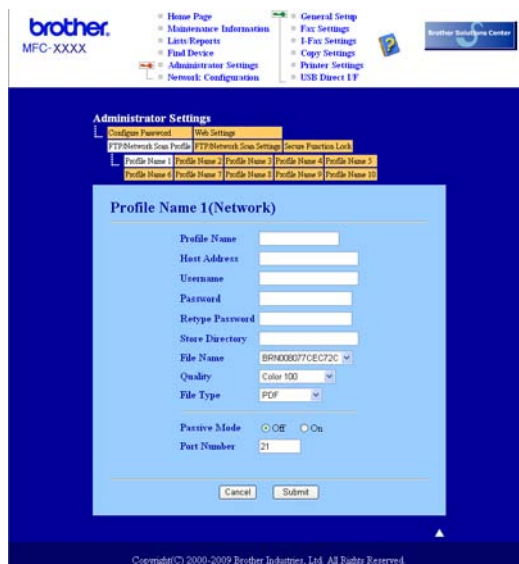 brother.
MFC-XXXX
Home Page
Maintenance Information
Lists/Reports
Find Device
Administrator Settings
Network Configuration
General Setup
Fax Settings
I-Fax Settings
Copy Settings
Printer Settings
USB Direct I/F
Brother Solutions Center
Administrator Settings
Configure Password Web Settings
FTP/Network Scan Profile FTP/Network Scan Settings Secure Function Lock
Profile Name 1 Profile Name 2 Profile Name 3 Profile Name 4 Profile Name 5
Profile Name 6 Profile Name 7 Profile Name 8 Profile Name 9 Profile Name 10
Profile Name 1(Network)
Profile Name
Host Address
Username
Password
Retype Password
Store Directory
File Name BRN008077CEC72C
Quality Color 100
File Type PDF
Passive Mode Off On
Port Number 21
Cancel Submit
Copyright(C) 2000-2009 Brother Industries, Ltd. All Rights Reserved.